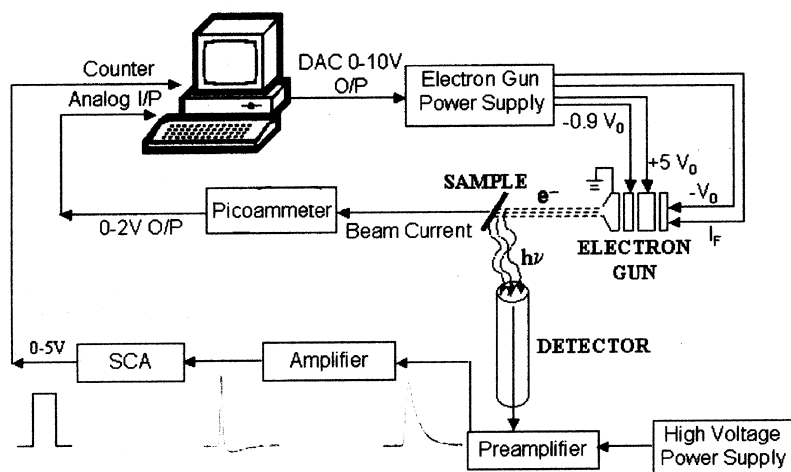 Counter
Analog I/P
DAC 0-10V
O/P
Electron Gun
Power Supply
-0.9 V₀
+5 V₀
-V₀
I_F
SAMPLE
e⁻
Picoammeter
0-2V O/P
Beam Current
hν
ELECTRON
GUN
DETECTOR
0-5V
SCA
Amplifier
Preamplifier
High Voltage
Power Supply